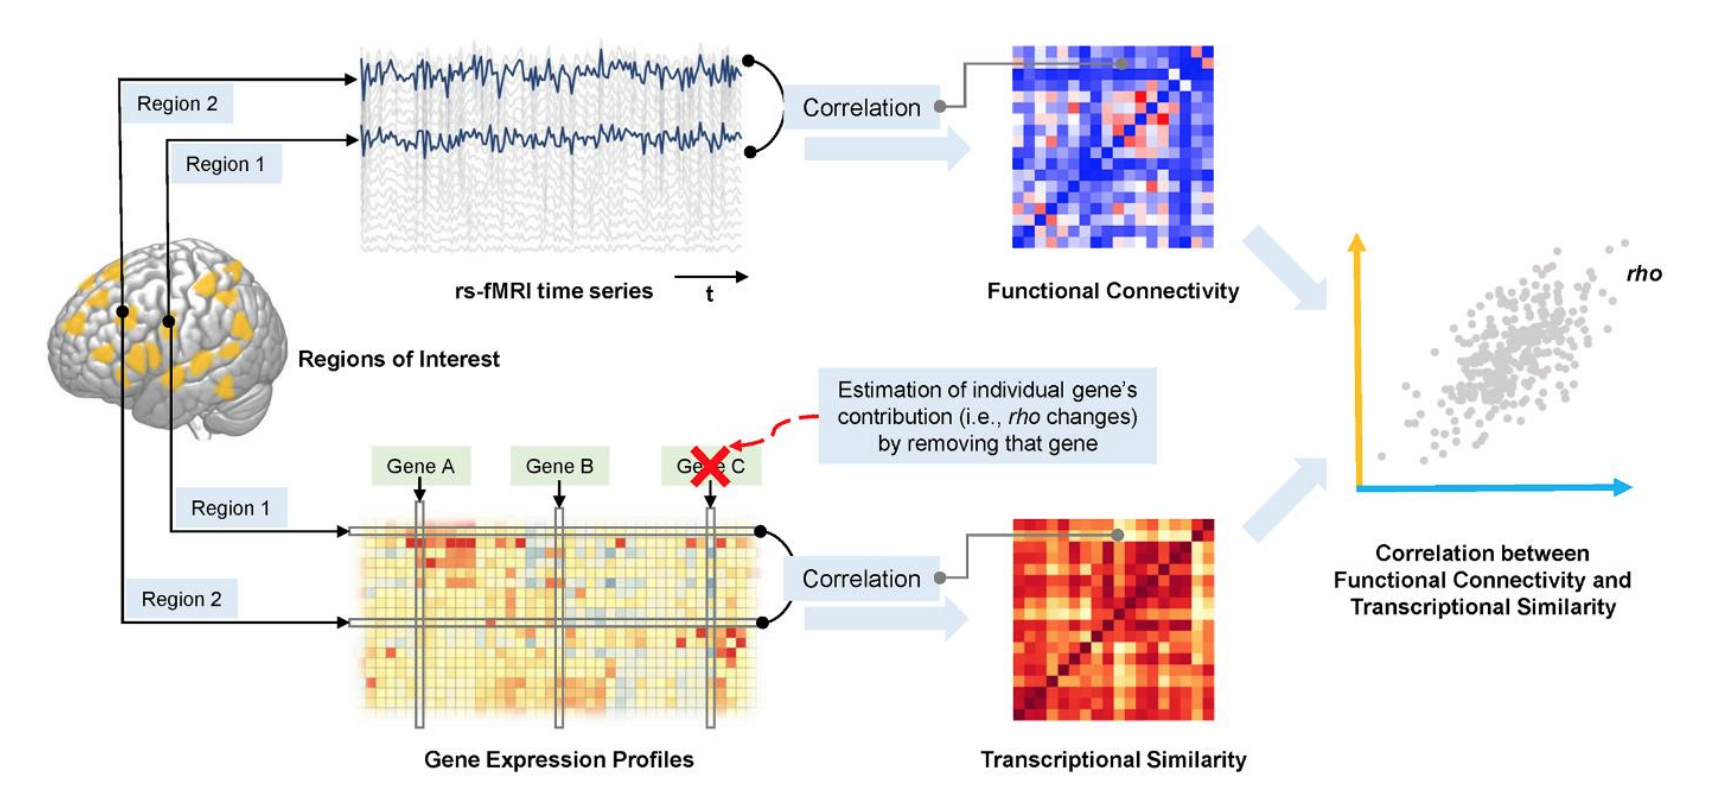 Region 2
Region 1
rs-fMRI time series
t
Correlation
Functional Connectivity
Regions of Interest
rho
Estimation of individual gene's
contribution (i.e., rho changes)
by removing that gene
Gene A
Gene B
Gene C
Region 1
Region 2
Correlation
Gene Expression Profiles
Transcriptional Similarity
Correlation between
Functional Connectivity and
Transcriptional Similarity